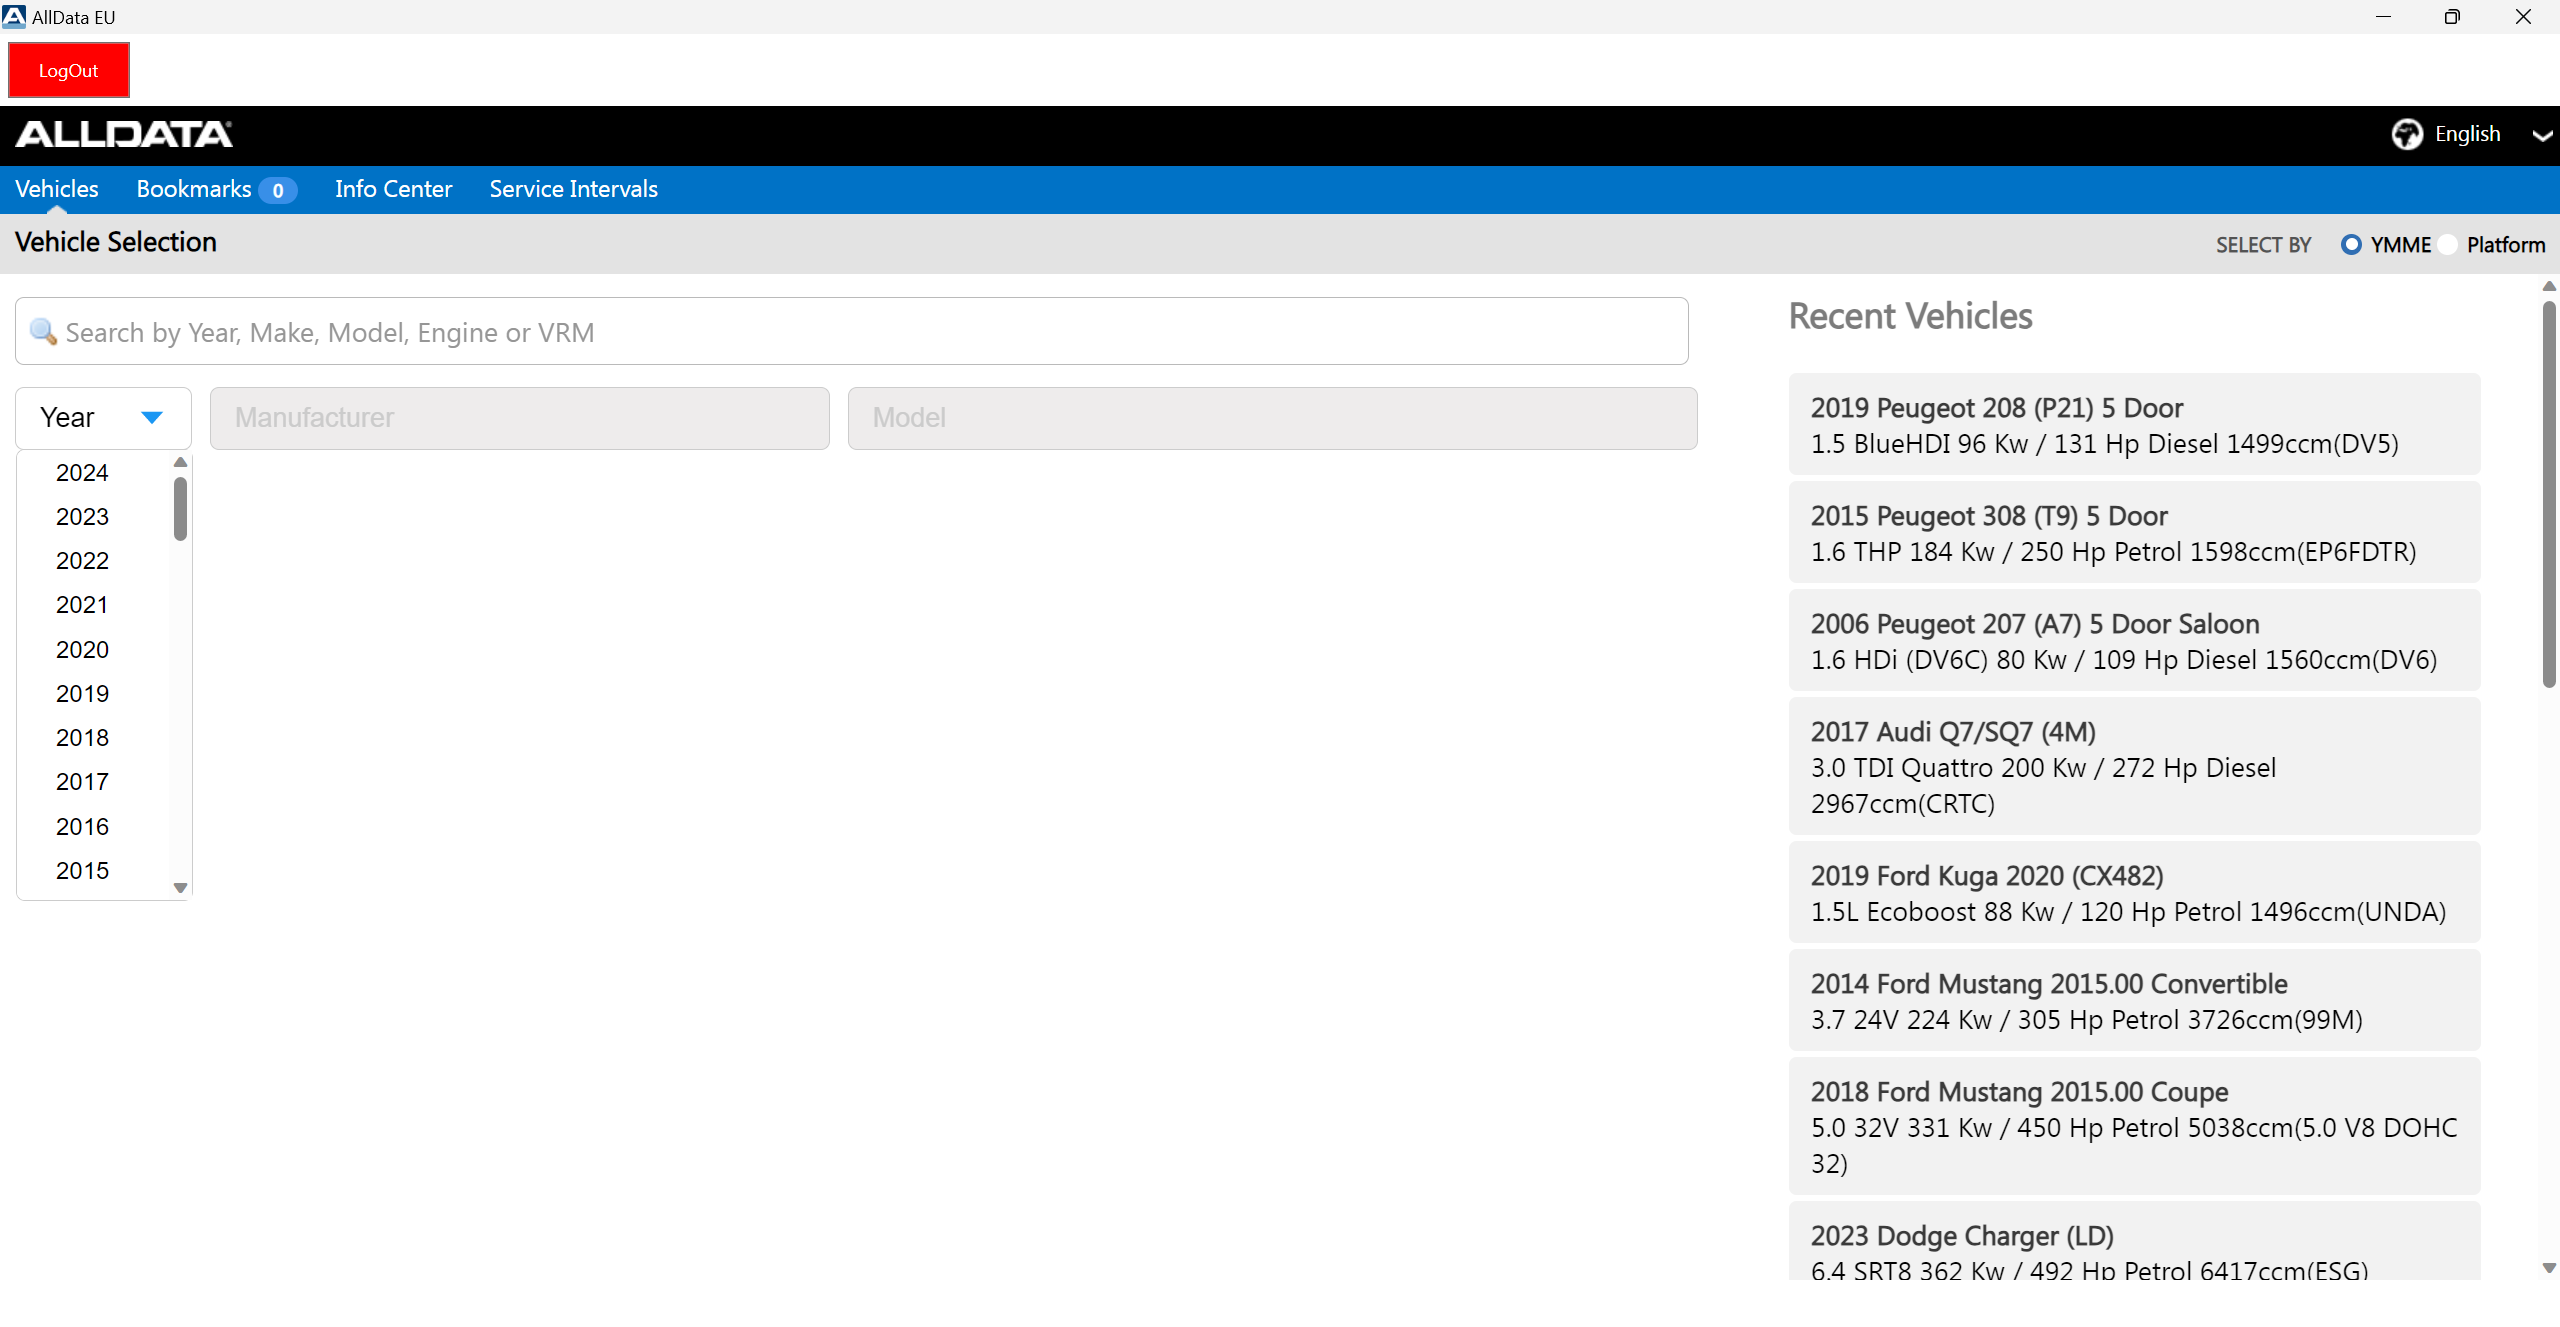 AllData EU
LogOut
ALLDATA
English
Vehicles
Bookmarks 0
Info Center
Service Intervals
Vehicle Selection
SELECT BY
YMME
Platform
Search by Year, Make, Model, Engine or VRM
Year
Manufacturer
Model
2024
2023
2022
2021
2020
2019
2018
2017
2016
2015
Recent Vehicles
2019 Peugeot 208 (P21) 5 Door
1.5 BlueHDI 96 Kw / 131 Hp Diesel 1499ccm(DV5)
2015 Peugeot 308 (T9) 5 Door
1.6 THP 184 Kw / 250 Hp Petrol 1598ccm(EP6FDTR)
2006 Peugeot 207 (A7) 5 Door Saloon
1.6 HDi (DV6C) 80 Kw / 109 Hp Diesel 1560ccm(DV6)
2017 Audi Q7/SQ7 (4M)
3.0 TDI Quattro 200 Kw / 272 Hp Diesel
2967ccm(CRTC)
2019 Ford Kuga 2020 (CX482)
1.5L Ecoboost 88 Kw / 120 Hp Petrol 1496ccm(UNDA)
2014 Ford Mustang 2015.00 Convertible
3.7 24V 224 Kw / 305 Hp Petrol 3726ccm(99M)
2018 Ford Mustang 2015.00 Coupe
5.0 32V 331 Kw / 450 Hp Petrol 5038ccm(5.0 V8 DOHC
32)
2023 Dodge Charger (LD)
6.4 SRT8 362 Kw / 492 Hp Petrol 6417ccm(ESG)